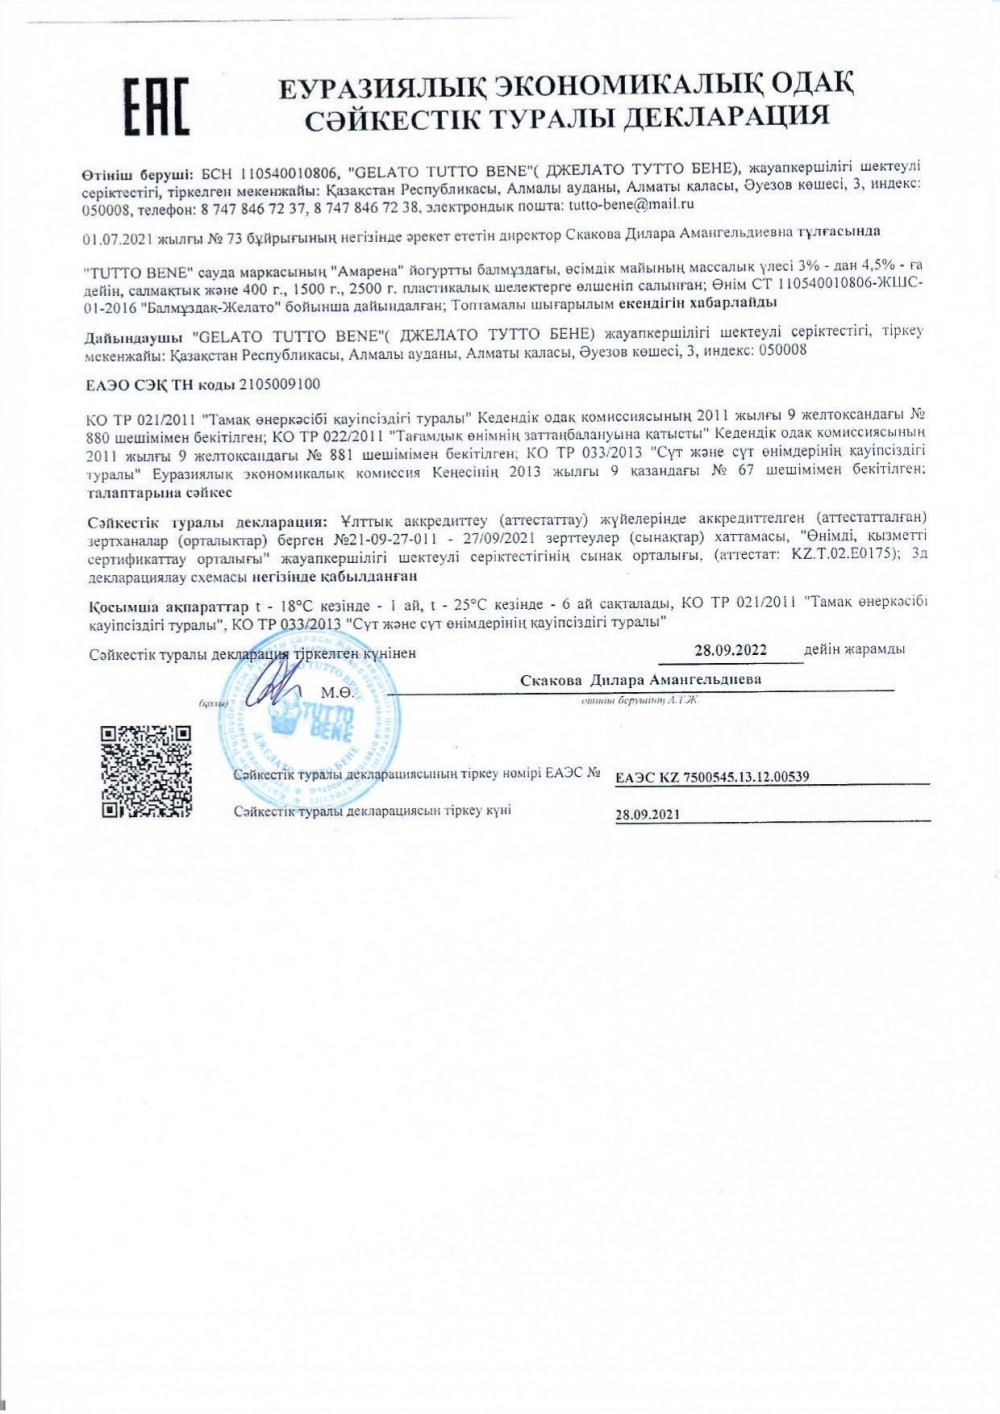 EAC
ЕУРАЗИЯЛЫҚ ЭКОНОМИКАЛЫҚ ОДАҚ
СӘЙКЕСТІК ТУРАЛЫ ДЕКЛАРАЦИЯ
Өтініш беруші: БСН 110540010806, "GELATO TUTTO BENE"( ДЖЕЛАТО ТУТТО БЕНЕ), жауапкершілігі шектеулі
серіктестігі, тіркелген мекенжайы: Қазақстан Республикасы, Алмалы ауданы, Алматы қаласы, Әуезов көшесі, 3, индекс:
050008, телефон: 8 747 846 72 37, 8 747 846 72 38, электрондық пошта: tutto-bene@mail.ru
01.07.2021 жылғы № 73 бұйрығының негізінде әрекет ететін директор Скакова Дилара Амангельдиевна тұлғасында
"TUTTO BENE" сауда маркасының "Амарена" йогуртты балмұздағы, өсімдік майының массалық үлесі 3% - дан 4,5% - ға
дейін, салмақтық және 400 г., 1500 г., 2500 г. пластикалық шелектерге өлшеніп салынған; Өнім СТ 110540010806-ЖШС-
01-2016 "Балмұздақ-Желато" бойынша дайындалған; Топтамалы шығарылым екендігін хабарлайды
Дайындаушы "GELATO TUTTO BENE"( ДЖЕЛАТО ТУТТО БЕНЕ) жауапкершілігі шектеулі серіктестігі, тіркеу
мекенжайы: Қазақстан Республикасы, Алмалы ауданы, Алматы қаласы, Әуезов көшесі, 3, индекс: 050008
ЕАЭО СЭҚ ТН коды 2105009100
КО ТР 021/2011 "Тамақ өнеркәсібі қауіпсіздігі туралы" Кедендік одақ комиссиясының 2011 жылғы 9 желтоқсандағы №
880 шешімімен бекітілген; КО ТР 022/2011 "Тағамдық өнімнің заттаңбалануына қатысты" Кедендік одақ комиссиясының
2011 жылғы 9 желтоқсандағы № 881 шешімімен бекітілген; КО ТР 033/2013 "Сүт және сүт өнімдерінің қауіпсіздігі
туралы" Еуразиялық экономикалық комиссия Кеңесінің 2013 жылғы 9 қазандағы № 67 шешімімен бекітілген;
талаптарына сәйкес
Сәйкестік туралы декларация: Ұлттық аккредиттеу (аттестаттау) жүйелерінде аккредиттелген (аттестатталған)
зертханалар (орталықтар) берген №21-09-27-011 - 27/09/2021 зерттеулер (сынақтар) хаттамасы, "Өнімді, қызметті
сертификаттау орталығы" жауапкершілігі шектеулі серіктестігінің сынак орталығы, (аттестат: KZ.T.02.E0175); 3д
декларациялау схемасы негізінде қабылданған
Қосымша ақпараттар t - 18°C кезінде - 1 ай, t - 25°C кезінде - 6 ай сақталады, КО ТР 021/2011 "Тамақ өнеркәсібі
қауіпсіздігі туралы", КО ТР 033/2013 "Сүт және сүт өнімдерінің қауіпсіздігі туралы"
Сәйкестік туралы декларация тіркелген күнінен 28.09.2022 дейін жарамды
Скакова Дилара Амангельдиева
(қолы) М.Ө. өтініш берушінің А.Т.Ж.
TUTTO BENE
TUTTO
BENE
Сәйкестік туралы декларациясының тіркеу нөмірі ЕАЭС № ЕАЭС KZ 7500545.13.12.00539
Сәйкестік туралы декларациясын тіркеу күні 28.09.2021